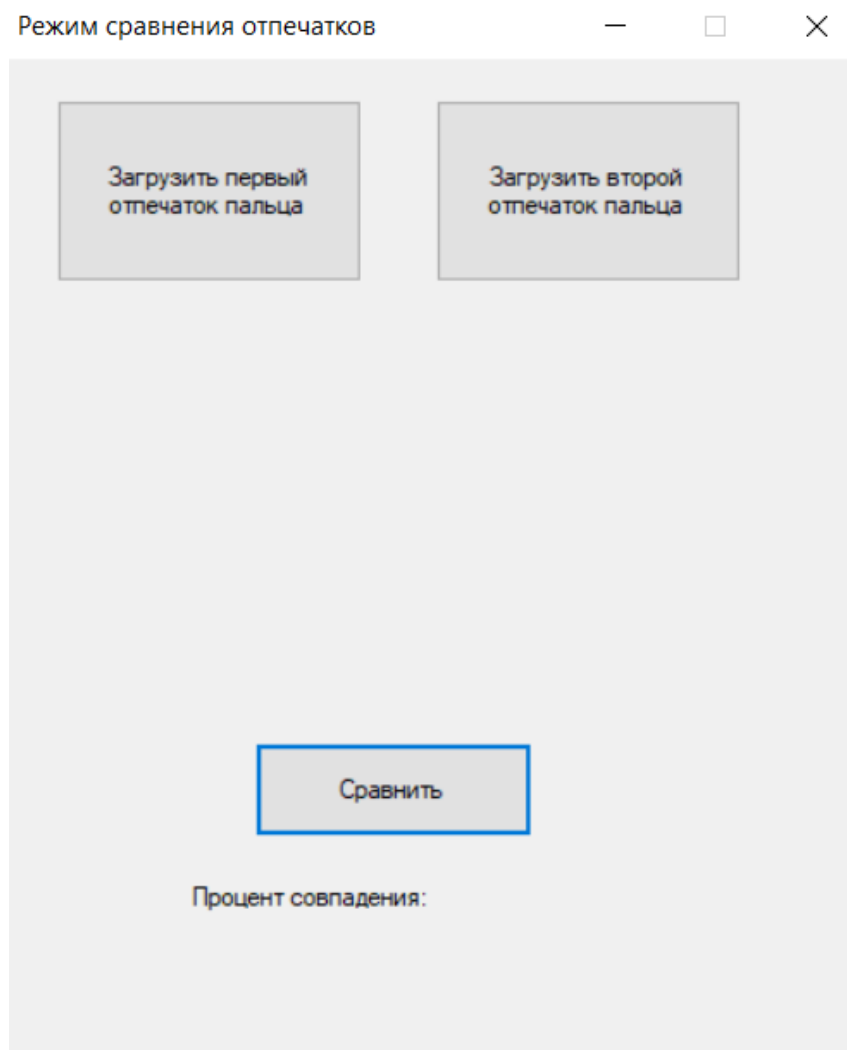 Режим сравнения отпечатков
Загрузить первый
отпечаток пальца
Загрузить второй
отпечаток пальца
Сравнить
Процент совпадения: